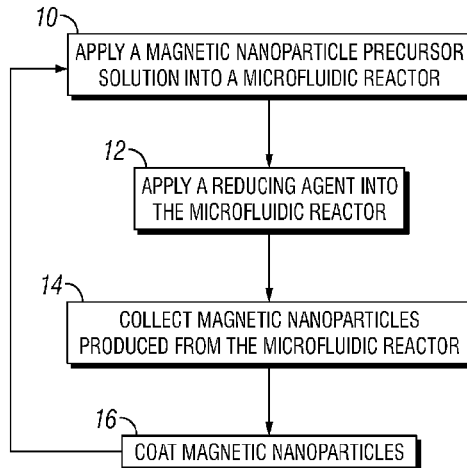 10
APPLY A MAGNETIC NANOPARTICLE PRECURSOR
SOLUTION INTO A MICROFLUIDIC REACTOR
12
APPLY A REDUCING AGENT INTO
THE MICROFLUIDIC REACTOR
14
COLLECT MAGNETIC NANOPARTICLES
PRODUCED FROM THE MICROFLUIDIC REACTOR
16
COAT MAGNETIC NANOPARTICLES